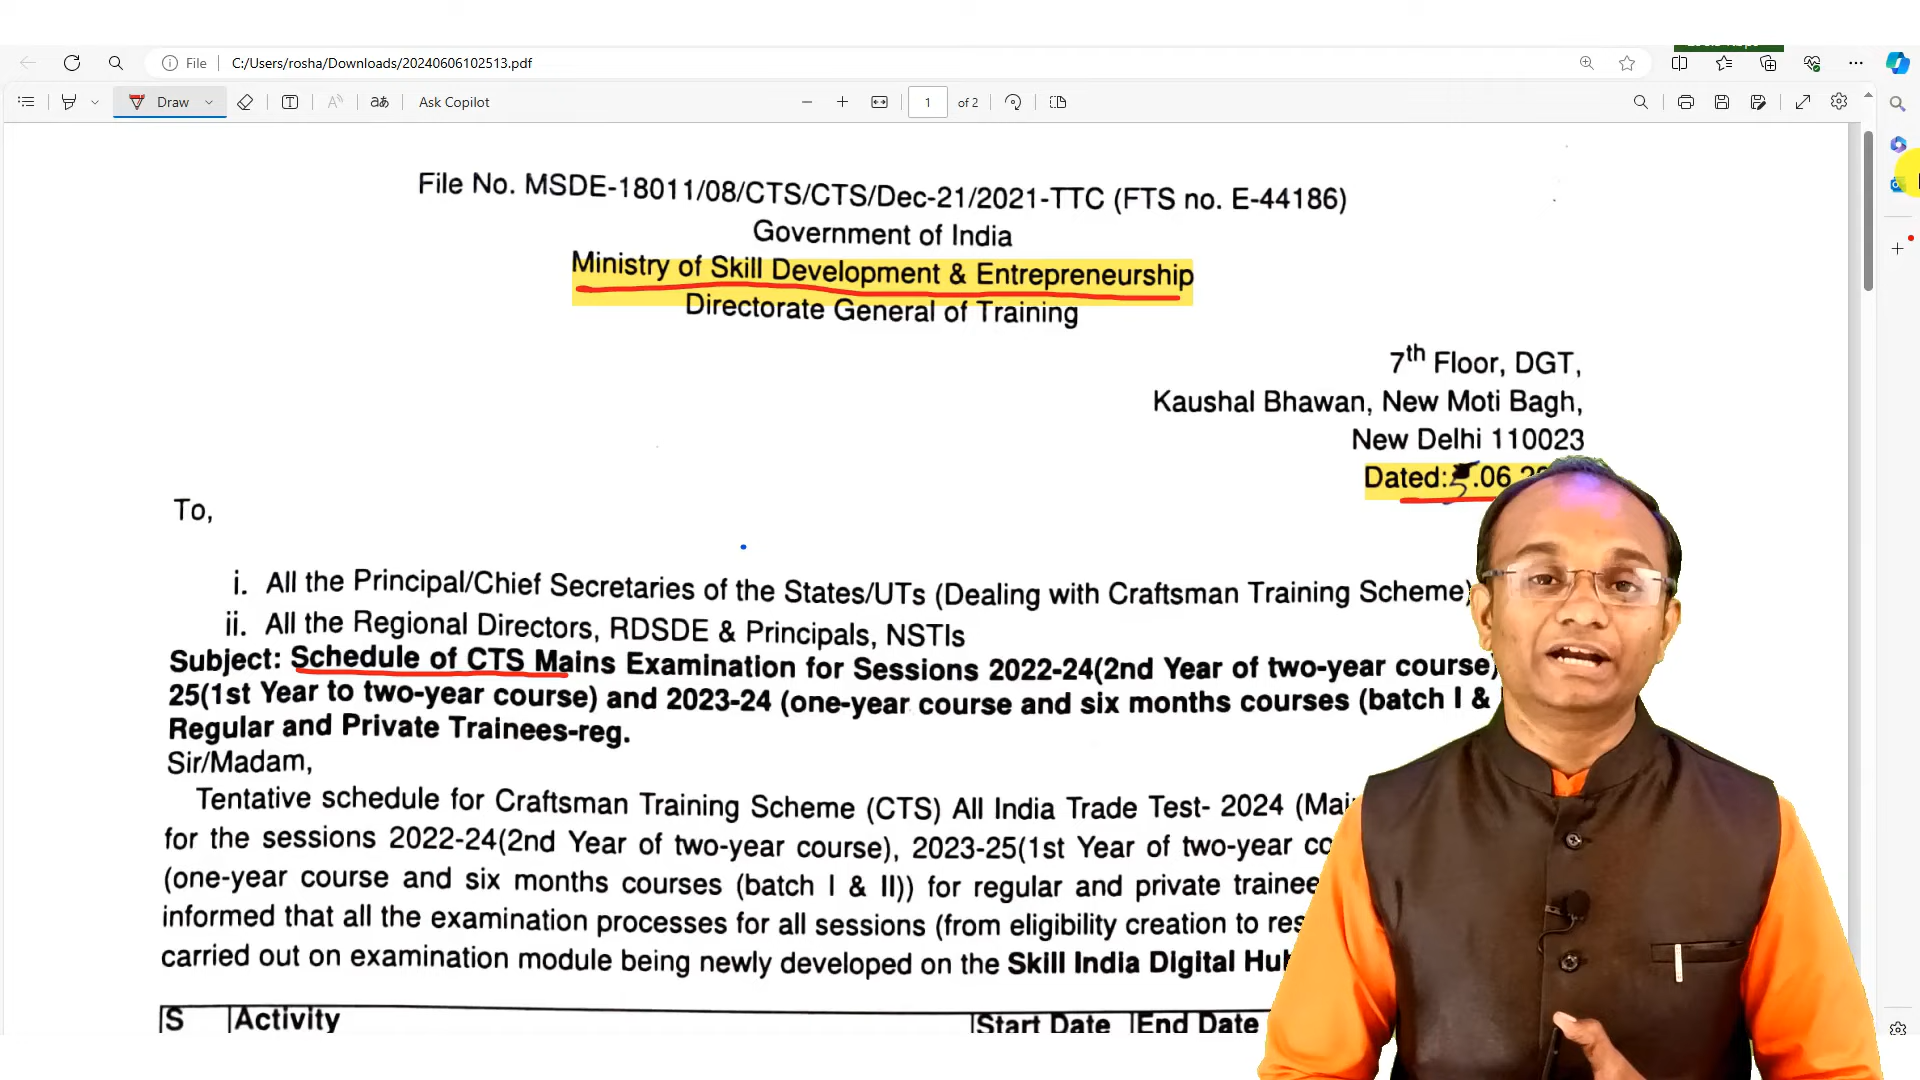 File
C:/Users/rosha/Downloads/20240606102513.pdf
Draw
Ask Copilot
1 of 2
File No. MSDE-18011/08/CTS/CTS/Dec-21/2021-TTC (FTS no. E-44186)
Government of India
Ministry of Skill Development & Entrepreneurship
Directorate General of Training
7th Floor, DGT,
Kaushal Bhawan, New Moti Bagh,
New Delhi 110023
Dated:5.06
To,
i. All the Principal/Chief Secretaries of the States/UTs (Dealing with Craftsman Training Scheme)
ii. All the Regional Directors, RDSDE & Principals, NSTIs
Subject: Schedule of CTS Mains Examination for Sessions 2022-24(2nd Year of two-year course)
25(1st Year to two-year course) and 2023-24 (one-year course and six months courses (batch I &
Regular and Private Trainees-reg.
Sir/Madam,
Tentative schedule for Craftsman Training Scheme (CTS) All India Trade Test- 2024
for the sessions 2022-24(2nd Year of two-year course), 2023-25(1st Year of two-year
(one-year course and six months courses (batch I & II)) for regular and private
informed that all the examination processes for all sessions (from eligibility creation to
carried out on examination module being newly developed on the Skill India Digital
S Activity Start Date End Date